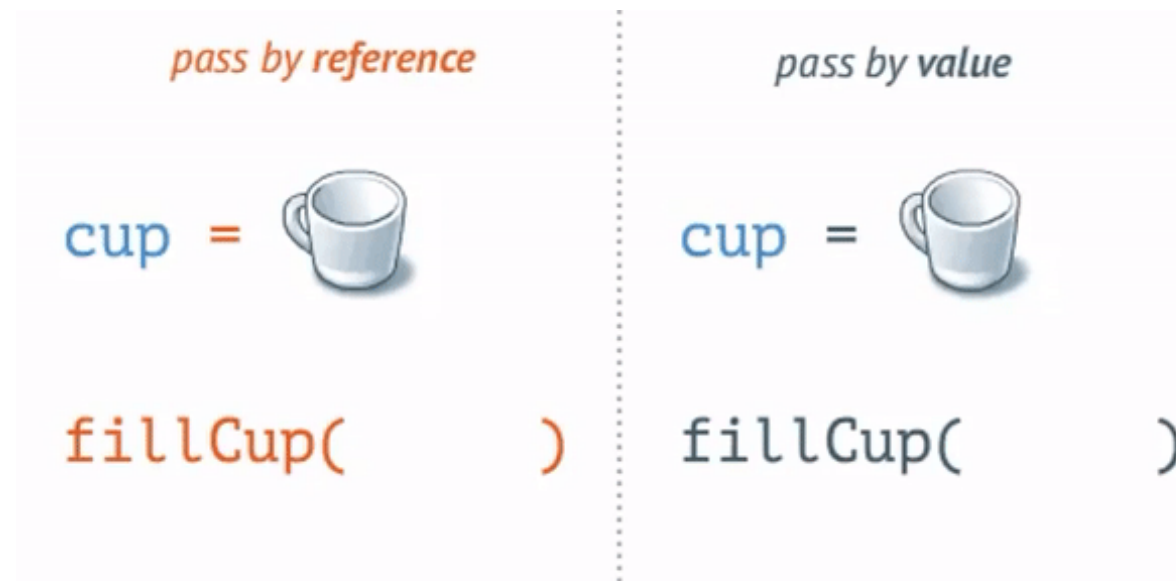 pass by reference
cup =
fillCup( )
pass by value
cup =
fillCup( )